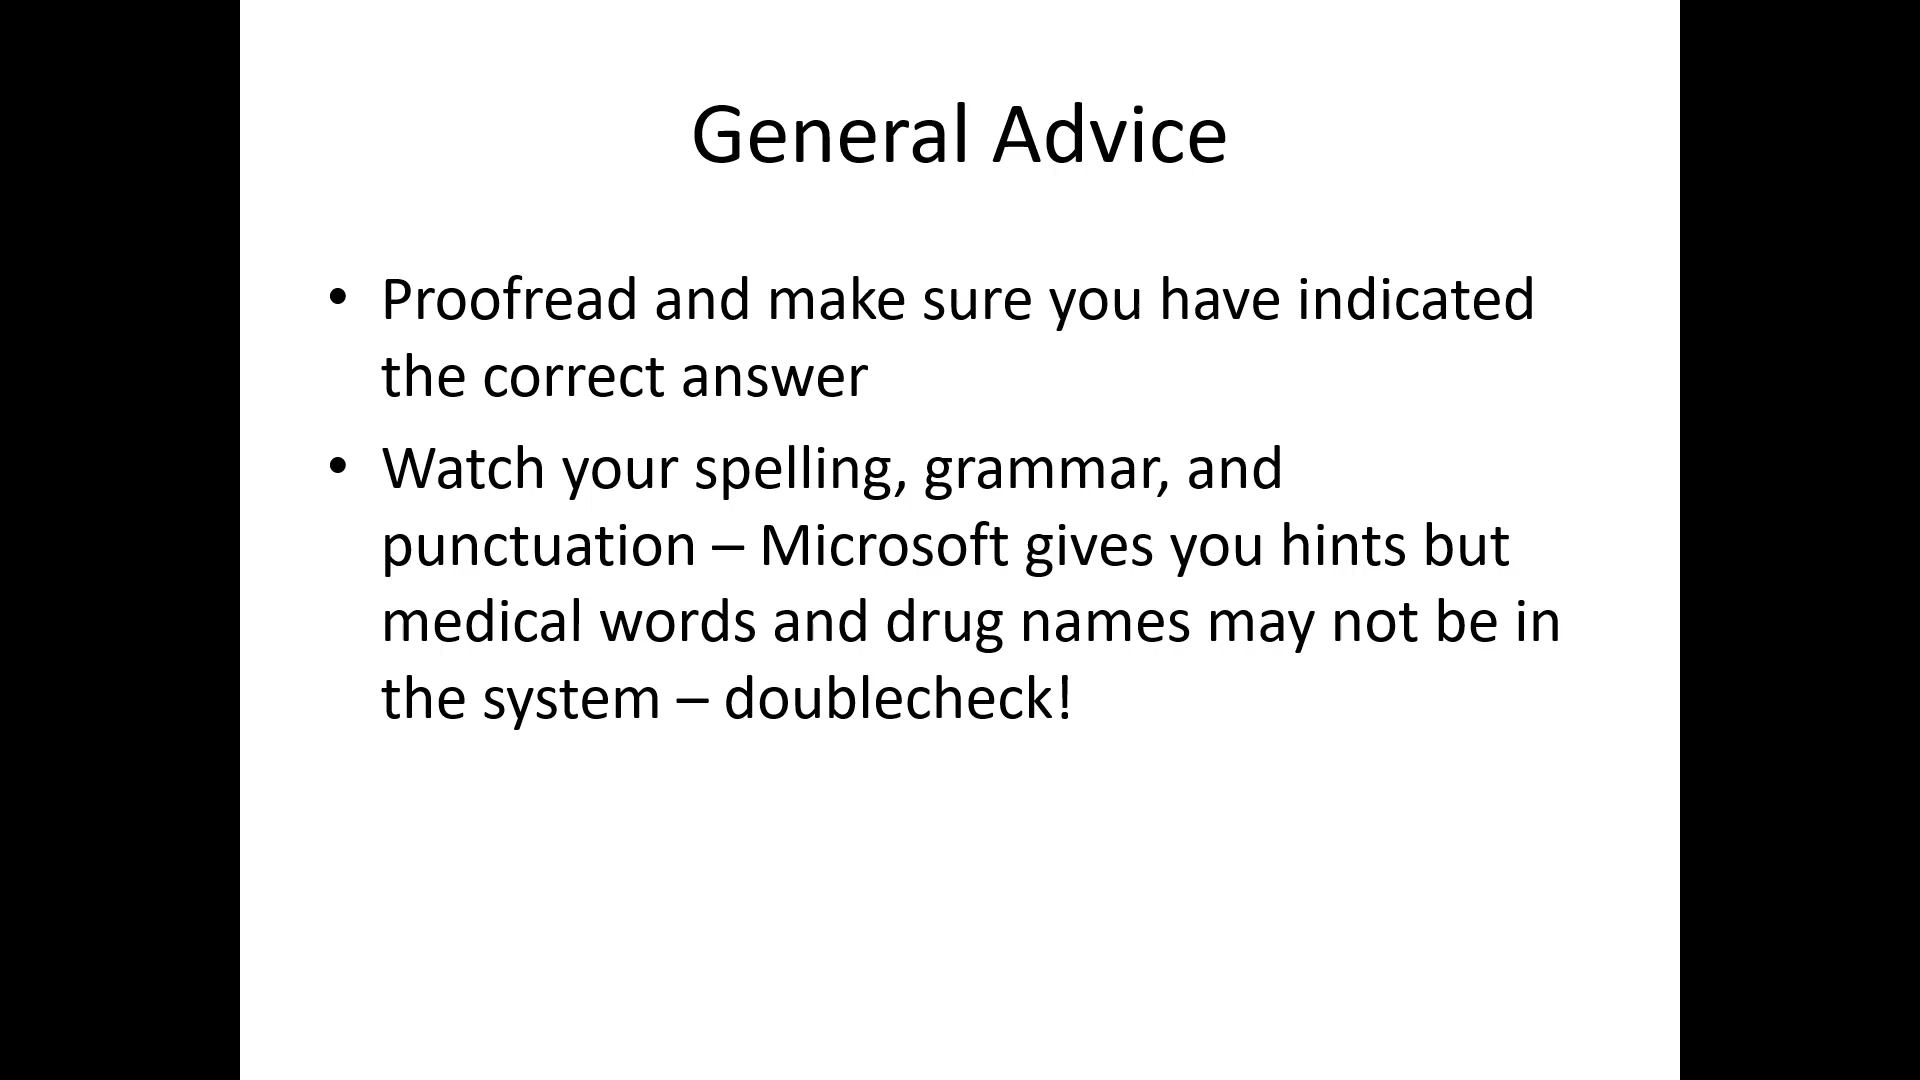 General Advice
• Proofread and make sure you have indicated
the correct answer
• Watch your spelling, grammar, and
punctuation – Microsoft gives you hints but
medical words and drug names may not be in
the system – doublecheck!